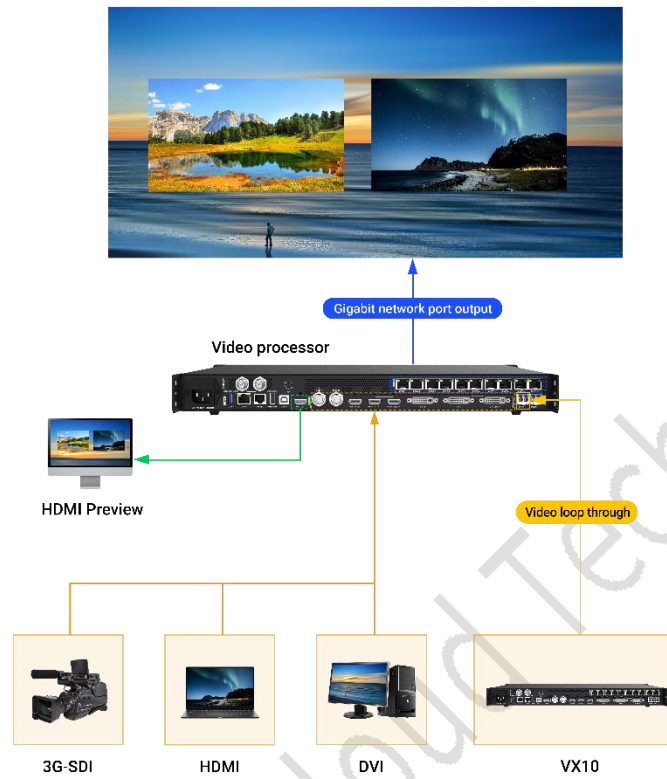 Gigabit network port output
Video processor
HDMI Preview
Video loop through
3G-SDI
HDMI
DVI
VX10